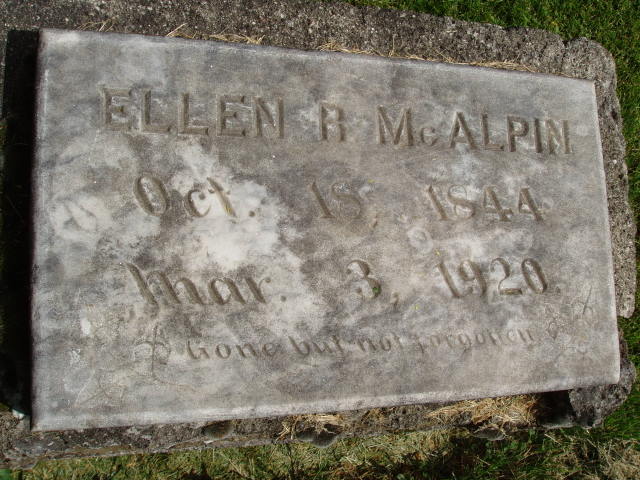 ELLEN R McALPIN
Oct. 18, 1844
Mar. 3, 1920.
Gone but not forgotten